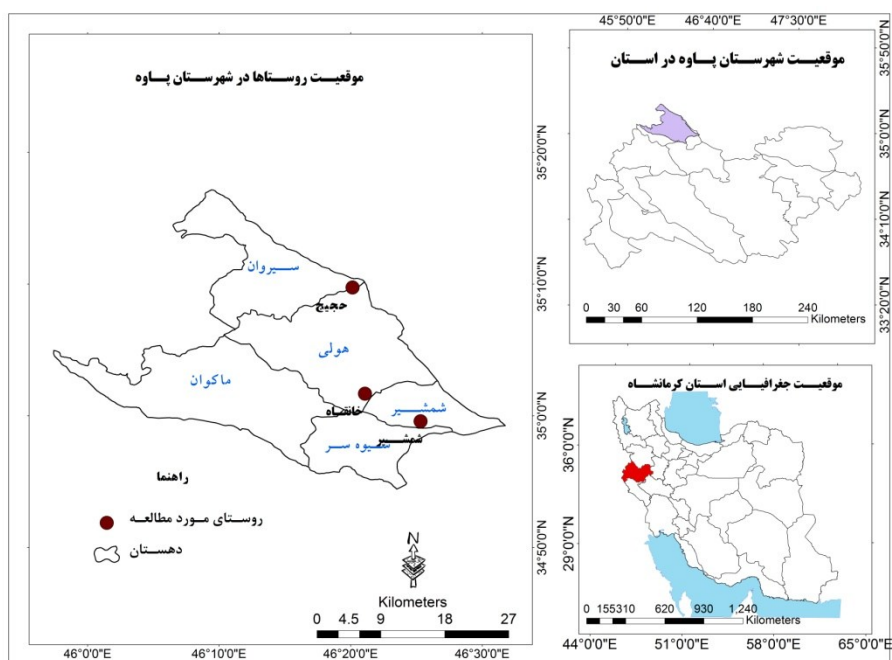 موقعیت روستاها در شهرستان پاوه
سیروان
حجیج
هولی
ماکوان
خانقاه
شمشیر
شمشیر
راهنما
روستای مورد مطالعه
دهستان
N
Kilometers
0 4.5 9 18 27
46°0'0"E 46°10'0"E 46°20'0"E 46°30'0"E
35°20'0"N
35°10'0"N
35°0'0"N
34°50'0"N
45°50'0"E 46°40'0"E 47°30'0"E
موقعیت شهرستان پاوه در استان
35°50'0"N
35°0'0"N
34°10'0"N
33°20'0"N
0 30 60 120 180 240
Kilometers
موقعیت جغرافیایی استان کرمانشاه
36°0'0"N
29°0'0"N
0 155310 620 930 1,240
Kilometers
44°0'0"E 51°0'0"E 58°0'0"E 65°0'0"E